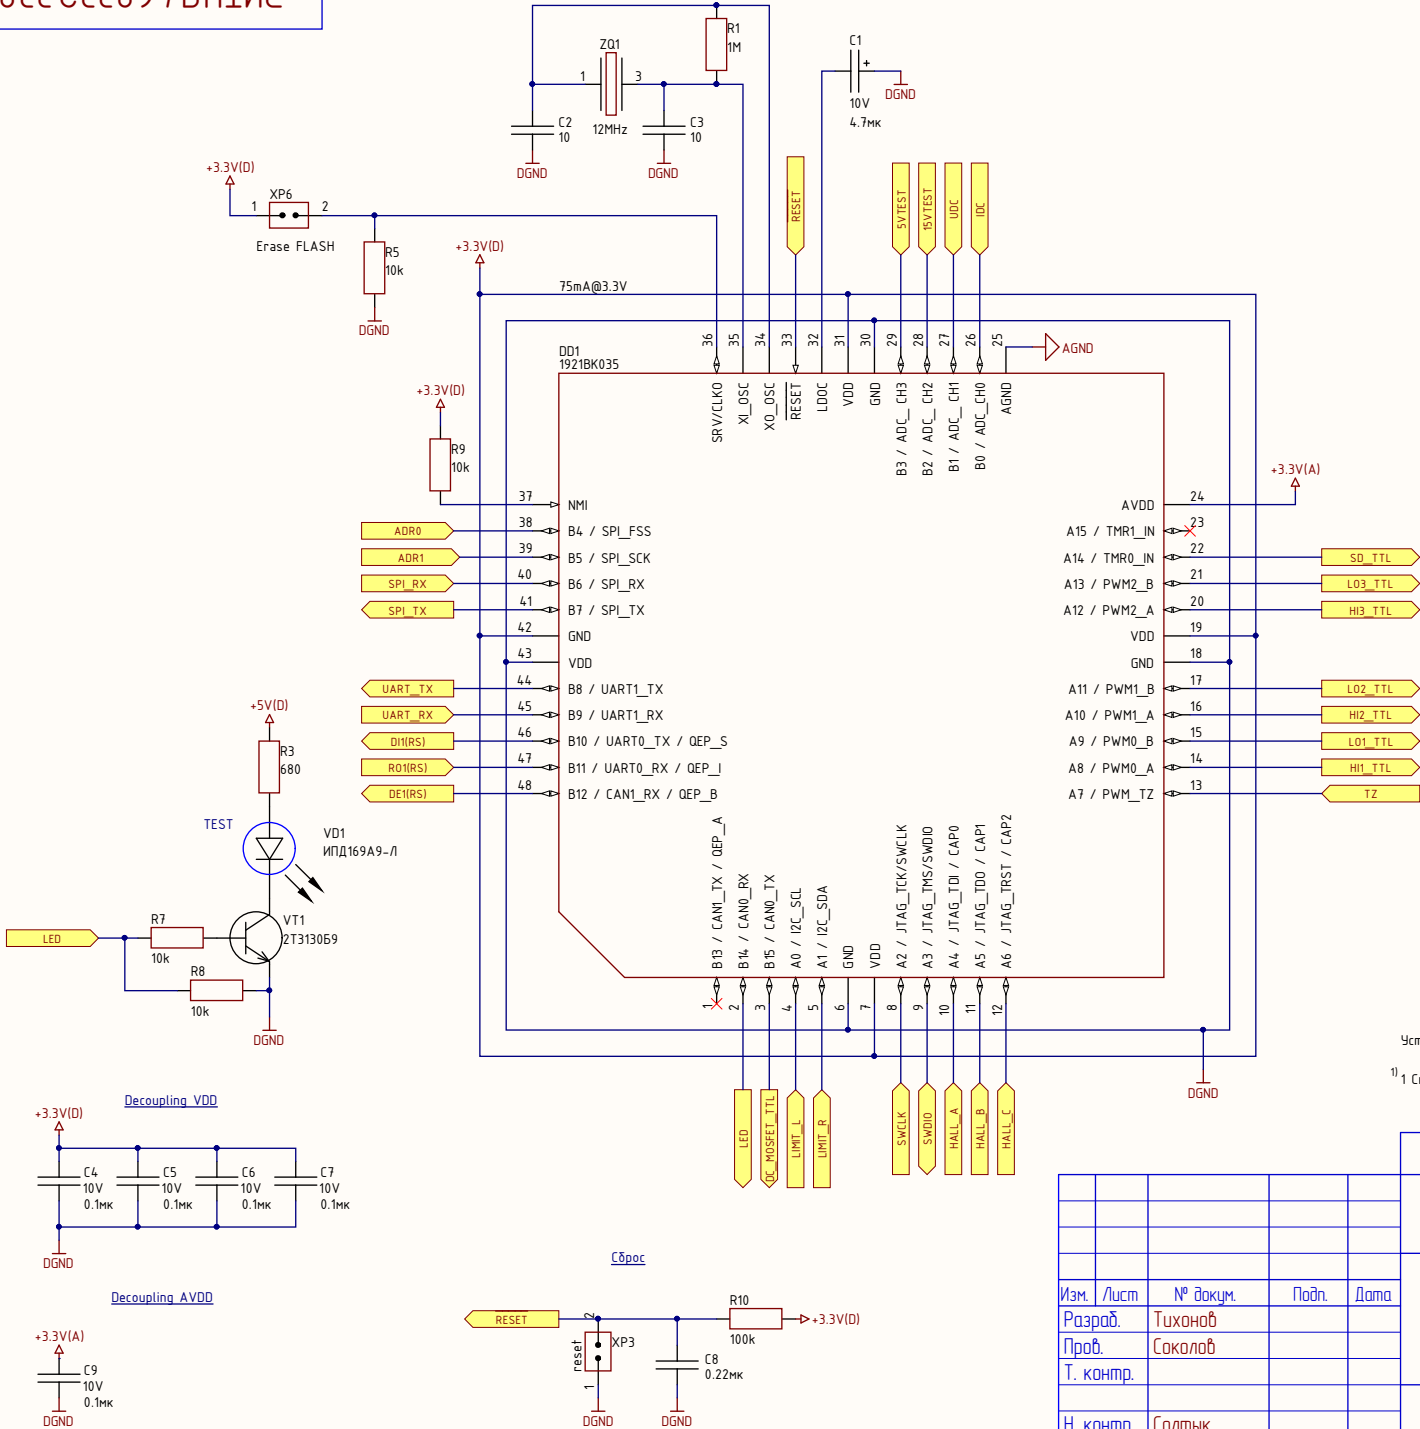 R1
1M
ZQ1
1
3
12MHz
C2
10
DGND
C3
10
DGND
C1
+
10V
4.7мк
DGND
+3.3V(D)
XP6
1
2
Erase FLASH
R5
10k
DGND
+3.3V(D)
75mA@3.3V
RESET
5VTEST
15VTEST
UDC
IDC
36
35
34
33
32
31
30
29
28
27
26
25
AGND
DD1
1921ВК035
SRV/CLKO
XI_OSC
XO_OSC
RESET
LDOC
VDD
GND
B3 / ADC_ CH3
B2 / ADC_ CH2
B1 / ADC_ CH1
B0 / ADC_CH0
AGND
+3.3V(D)
R9
10k
37 NMI
ADR0 38 B4 / SPI_FSS
ADR1 39 B5 / SPI_SCK
SPI_RX 40 B6 / SPI_RX
SPI_TX 41 B7 / SPI_TX
42 GND
43 VDD
UART_TX 44 B8 / UART1_TX
UART_RX 45 B9 / UART1_RX
DI1(RS) 46 B10 / UART0_TX / QEP_S
RO1(RS) 47 B11 / UART0_RX / QEP_I
DE1(RS) 48 B12 / CAN1_RX / QEP_B
+3.3V(A)
AVDD 24
A15 / TMR1_IN 23
A14 / TMR0_IN 22 SD_TTL
A13 / PWM2_B 21 LO3_TTL
A12 / PWM2_A 20 HI3_TTL
VDD 19
GND 18
A11 / PWM1_B 17 LO2_TTL
A10 / PWM1_A 16 HI2_TTL
A9 / PWM0_B 15 LO1_TTL
A8 / PWM0_A 14 HI1_TTL
A7 / PWM_TZ 13 TZ
B13 / CAN1_TX / QEP_A
B14 / CAN0_RX
B15 / CAN0_TX
A0 / I2C_SCL
A1 / I2C_SDA
GND
VDD
A2 / JTAG_TCK/SWCLK
A3 / JTAG_TMS/SWDIO
A4 / JTAG_TDI / CAP0
A5 / JTAG_TDO / CAP1
A6 / JTAG_TRST / CAP2
1
2
3
4
5
6
7
8
9
10
11
12
LED
DC_MOSFET_TTL
LIMIT_L
LIMIT_R
SWCLK
SWDIO
HALL_A
HALL_B
HALL_C
DGND
+5V(D)
R3
680
TEST
VD1
ИПД169А9-Л
VT1
2Т3130Б9
LED
R7
10k
R8
10k
DGND
Decoupling VDD
+3.3V(D)
C4
10V
0.1мк
C5
10V
0.1мк
C6
10V
0.1мк
C7
10V
0.1мк
DGND
Decoupling AVDD
+3.3V(A)
C9
10V
0.1мк
DGND
Сброс
RESET
2
reset
XP3
1
DGND
C8
0.22мк
DGND
R10
100k
+3.3V(D)
1) 1
Изм. Лист № докум. Подп. Дата
Разраб. Тихонов
Пров. Соколов
Т. контр.
Н. контр. Солтык